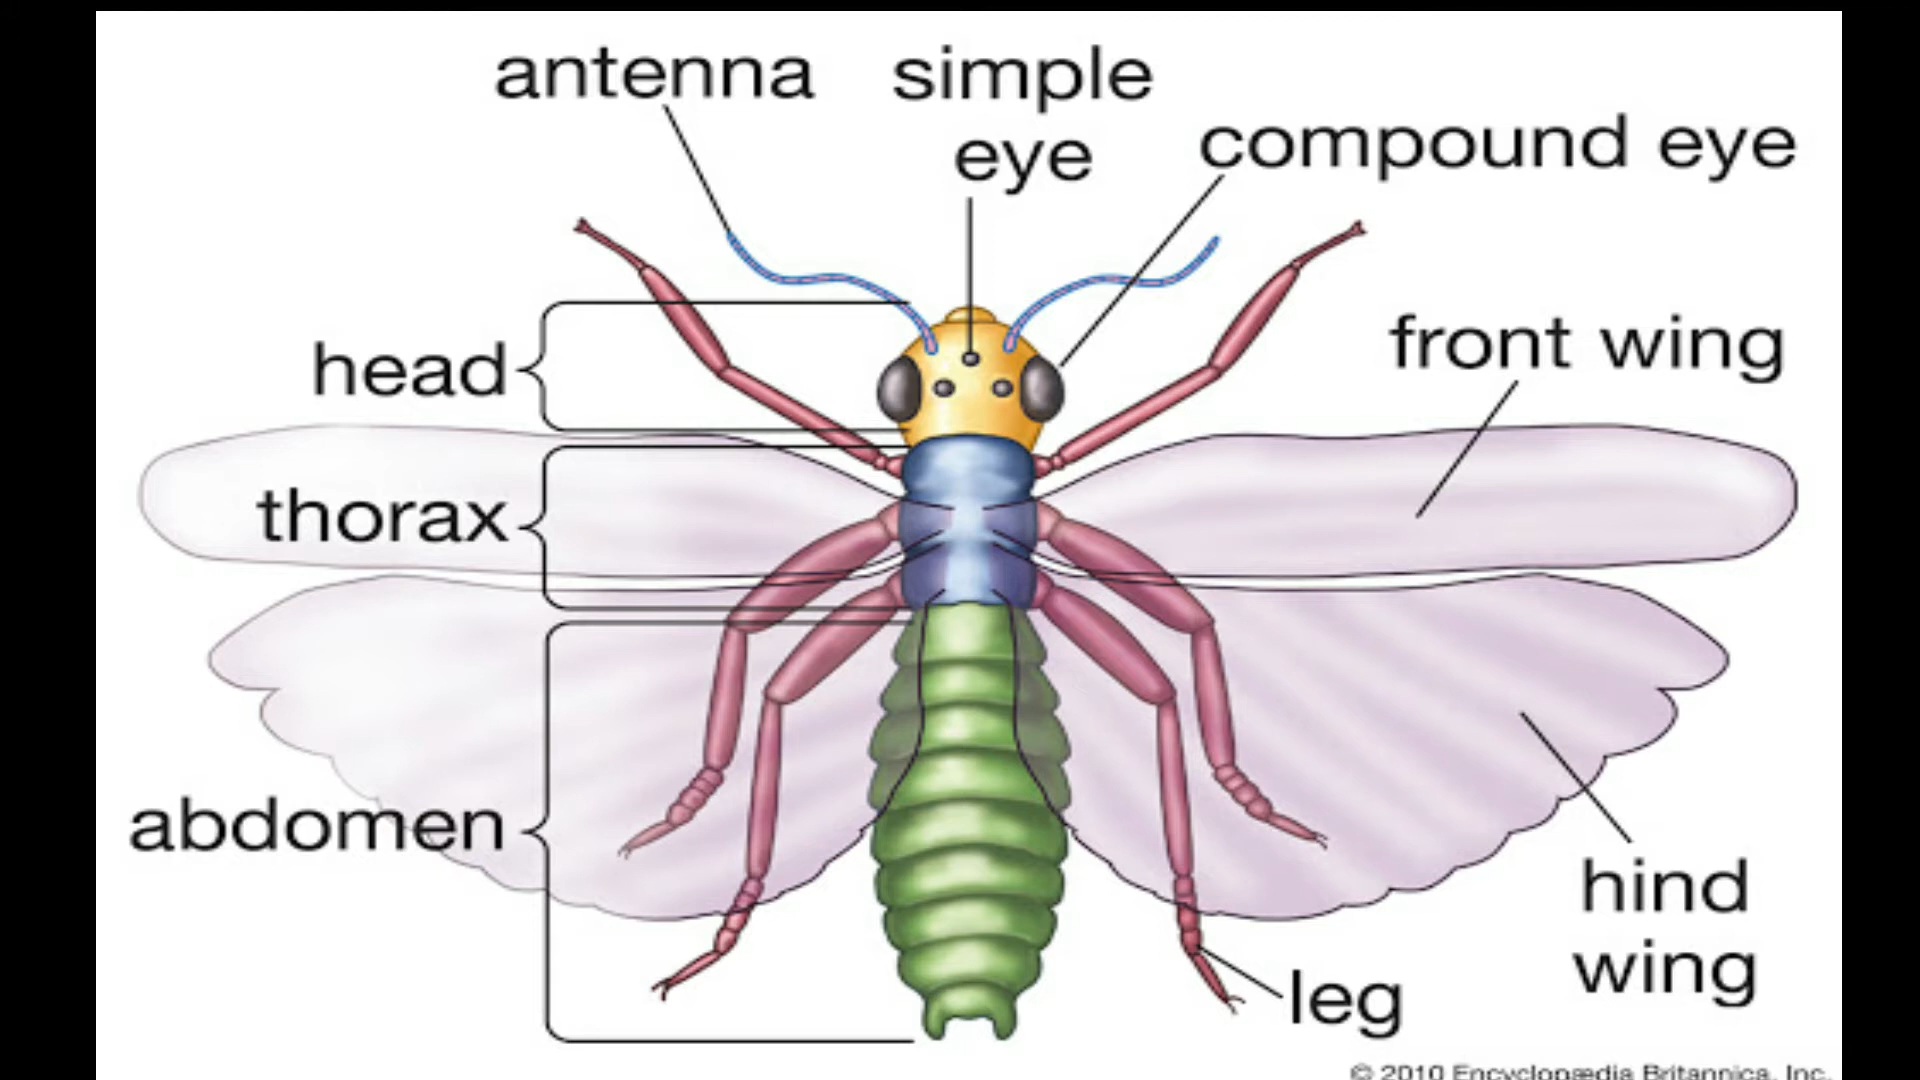 antenna
simple
eye
compound eye
head
front wing
thorax
abdomen
hind
wing
leg
© 2010 Encyclopædia Britannica, Inc.